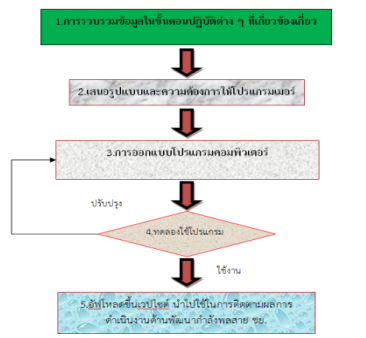 1.การรวบรวมข้อมูลในขั้นตอนปฏิบัติต่าง ๆ ที่เกี่ยวข้องเกี่ยว
2.เสนอรูปแบบและความต้องการให้โปรแกรมเมอร์
3.การออกแบบโปรแกรมคอมพิวเตอร์
ปรับปรุง
4,ทดลองใช้โปรแกรม
ใช้งาน
5.อัฟโหลดขึ้นเวปไซต์ นำไปใช้ในการติดตามผลการ
ดำเนินงานด้านพัฒนากำลังพลสาย ชย.